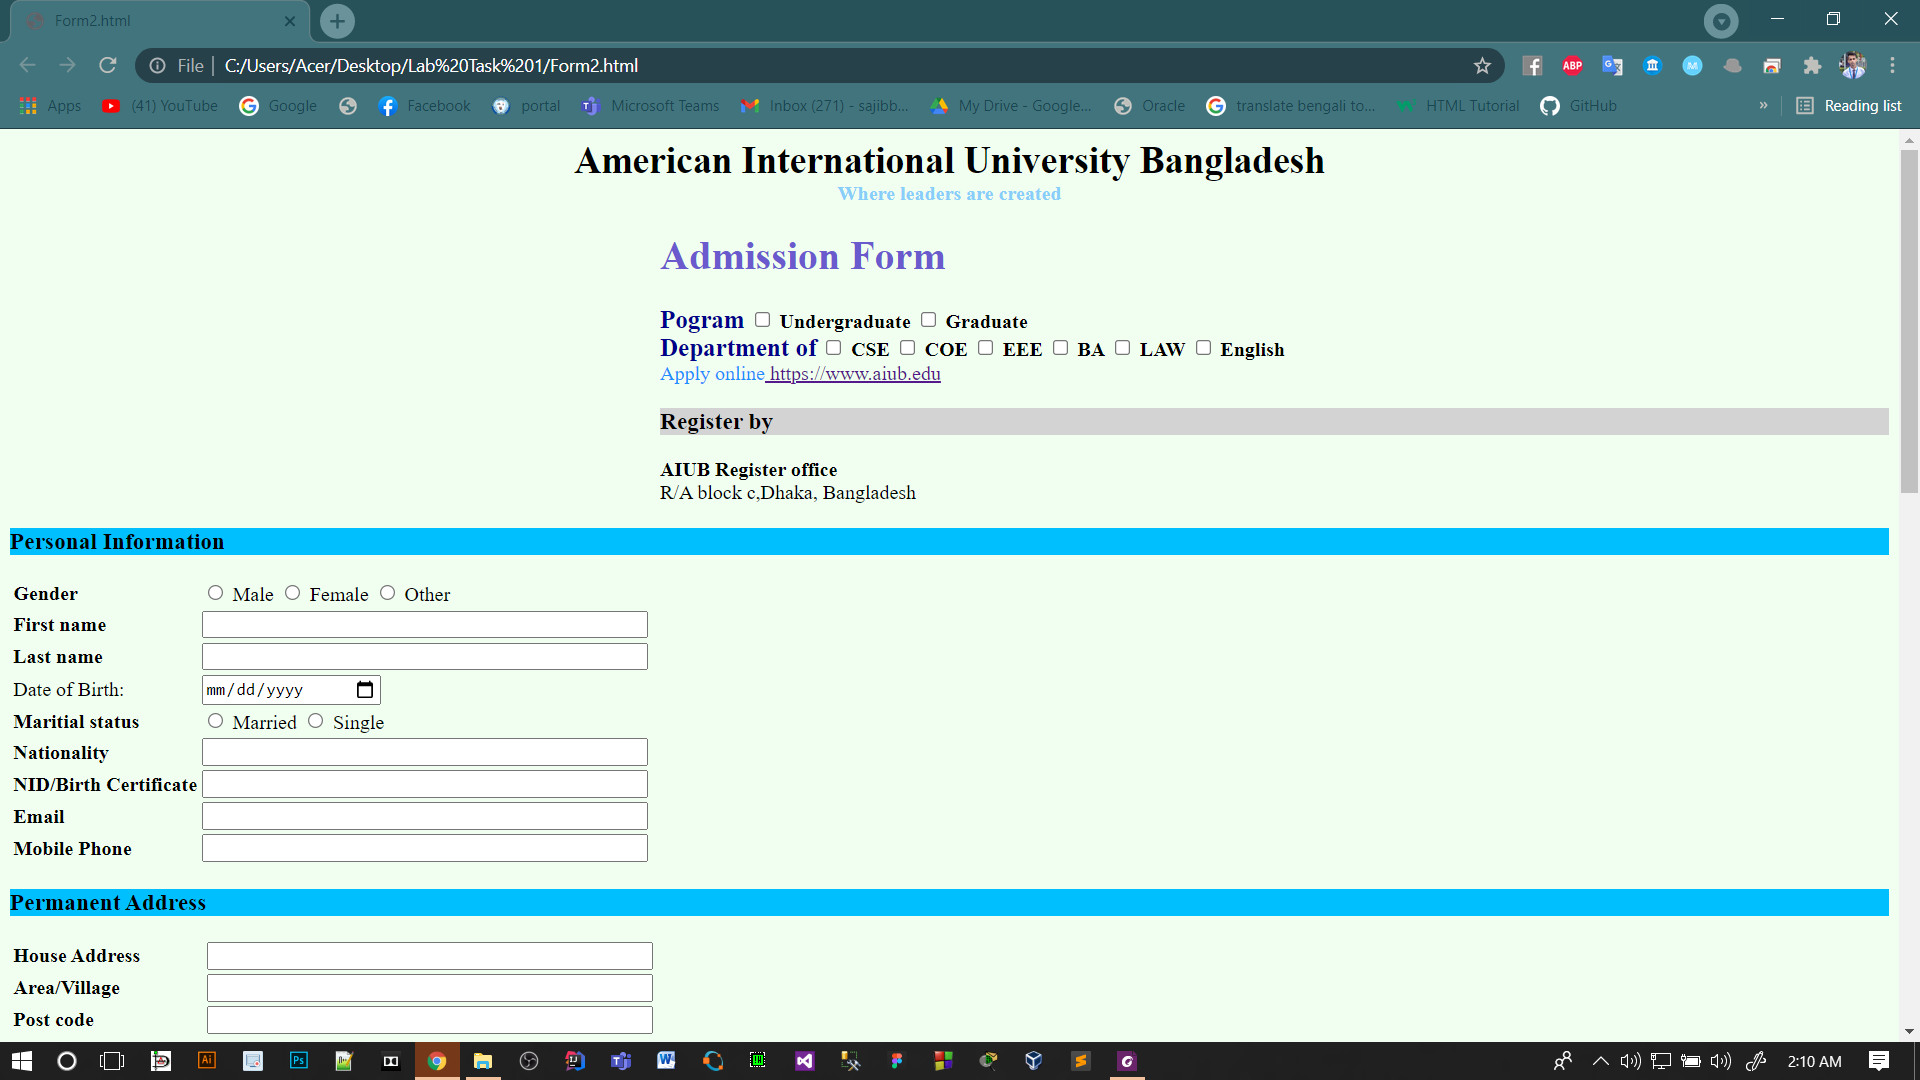 Form2.html
File | C:/Users/Acer/Desktop/Lab%20Task%201/Form2.html
ABP
Apps (41) YouTube Google Facebook portal Microsoft Teams Inbox (271) - sajibb... My Drive - Google... Oracle translate bengali to... HTML Tutorial GitHub » Reading list
American International University Bangladesh
Where leaders are created
Admission Form
Pogram Undergraduate Graduate
Department of CSE COE EEE BA LAW English
Apply online https://www.aiub.edu
Register by
AIUB Register office
R/A block c,Dhaka, Bangladesh
Personal Information
Gender Male Female Other
First name
Last name
Date of Birth: mm/dd/yyyy
Maritial status Married Single
Nationality
NID/Birth Certificate
Email
Mobile Phone
Permanent Address
House Address
Area/Village
Post code
Ai Ps W 2:10 AM